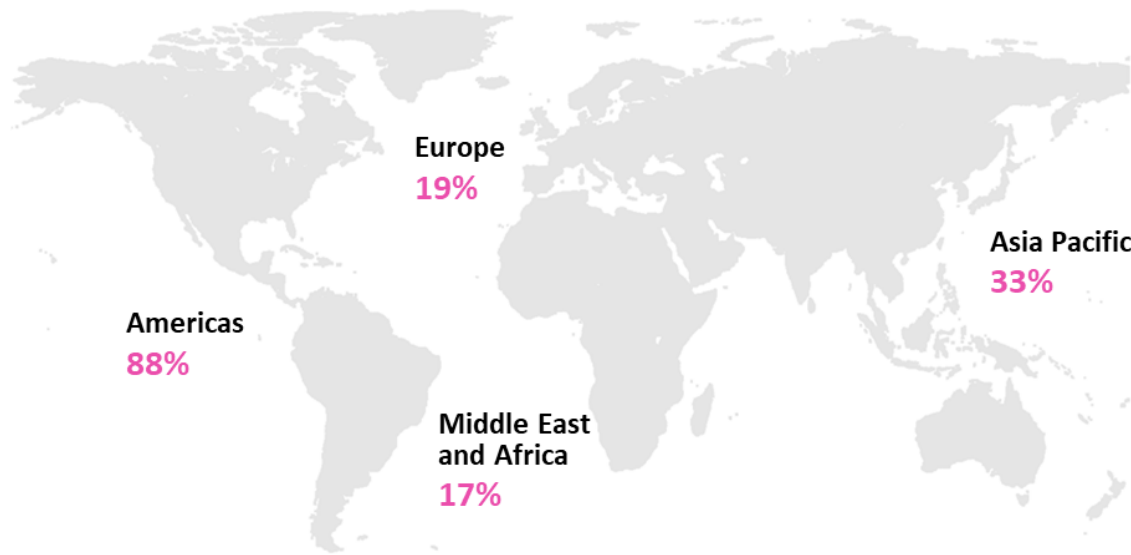 Europe
19%
Asia Pacific
33%
Americas
88%
Middle East
and Africa
17%